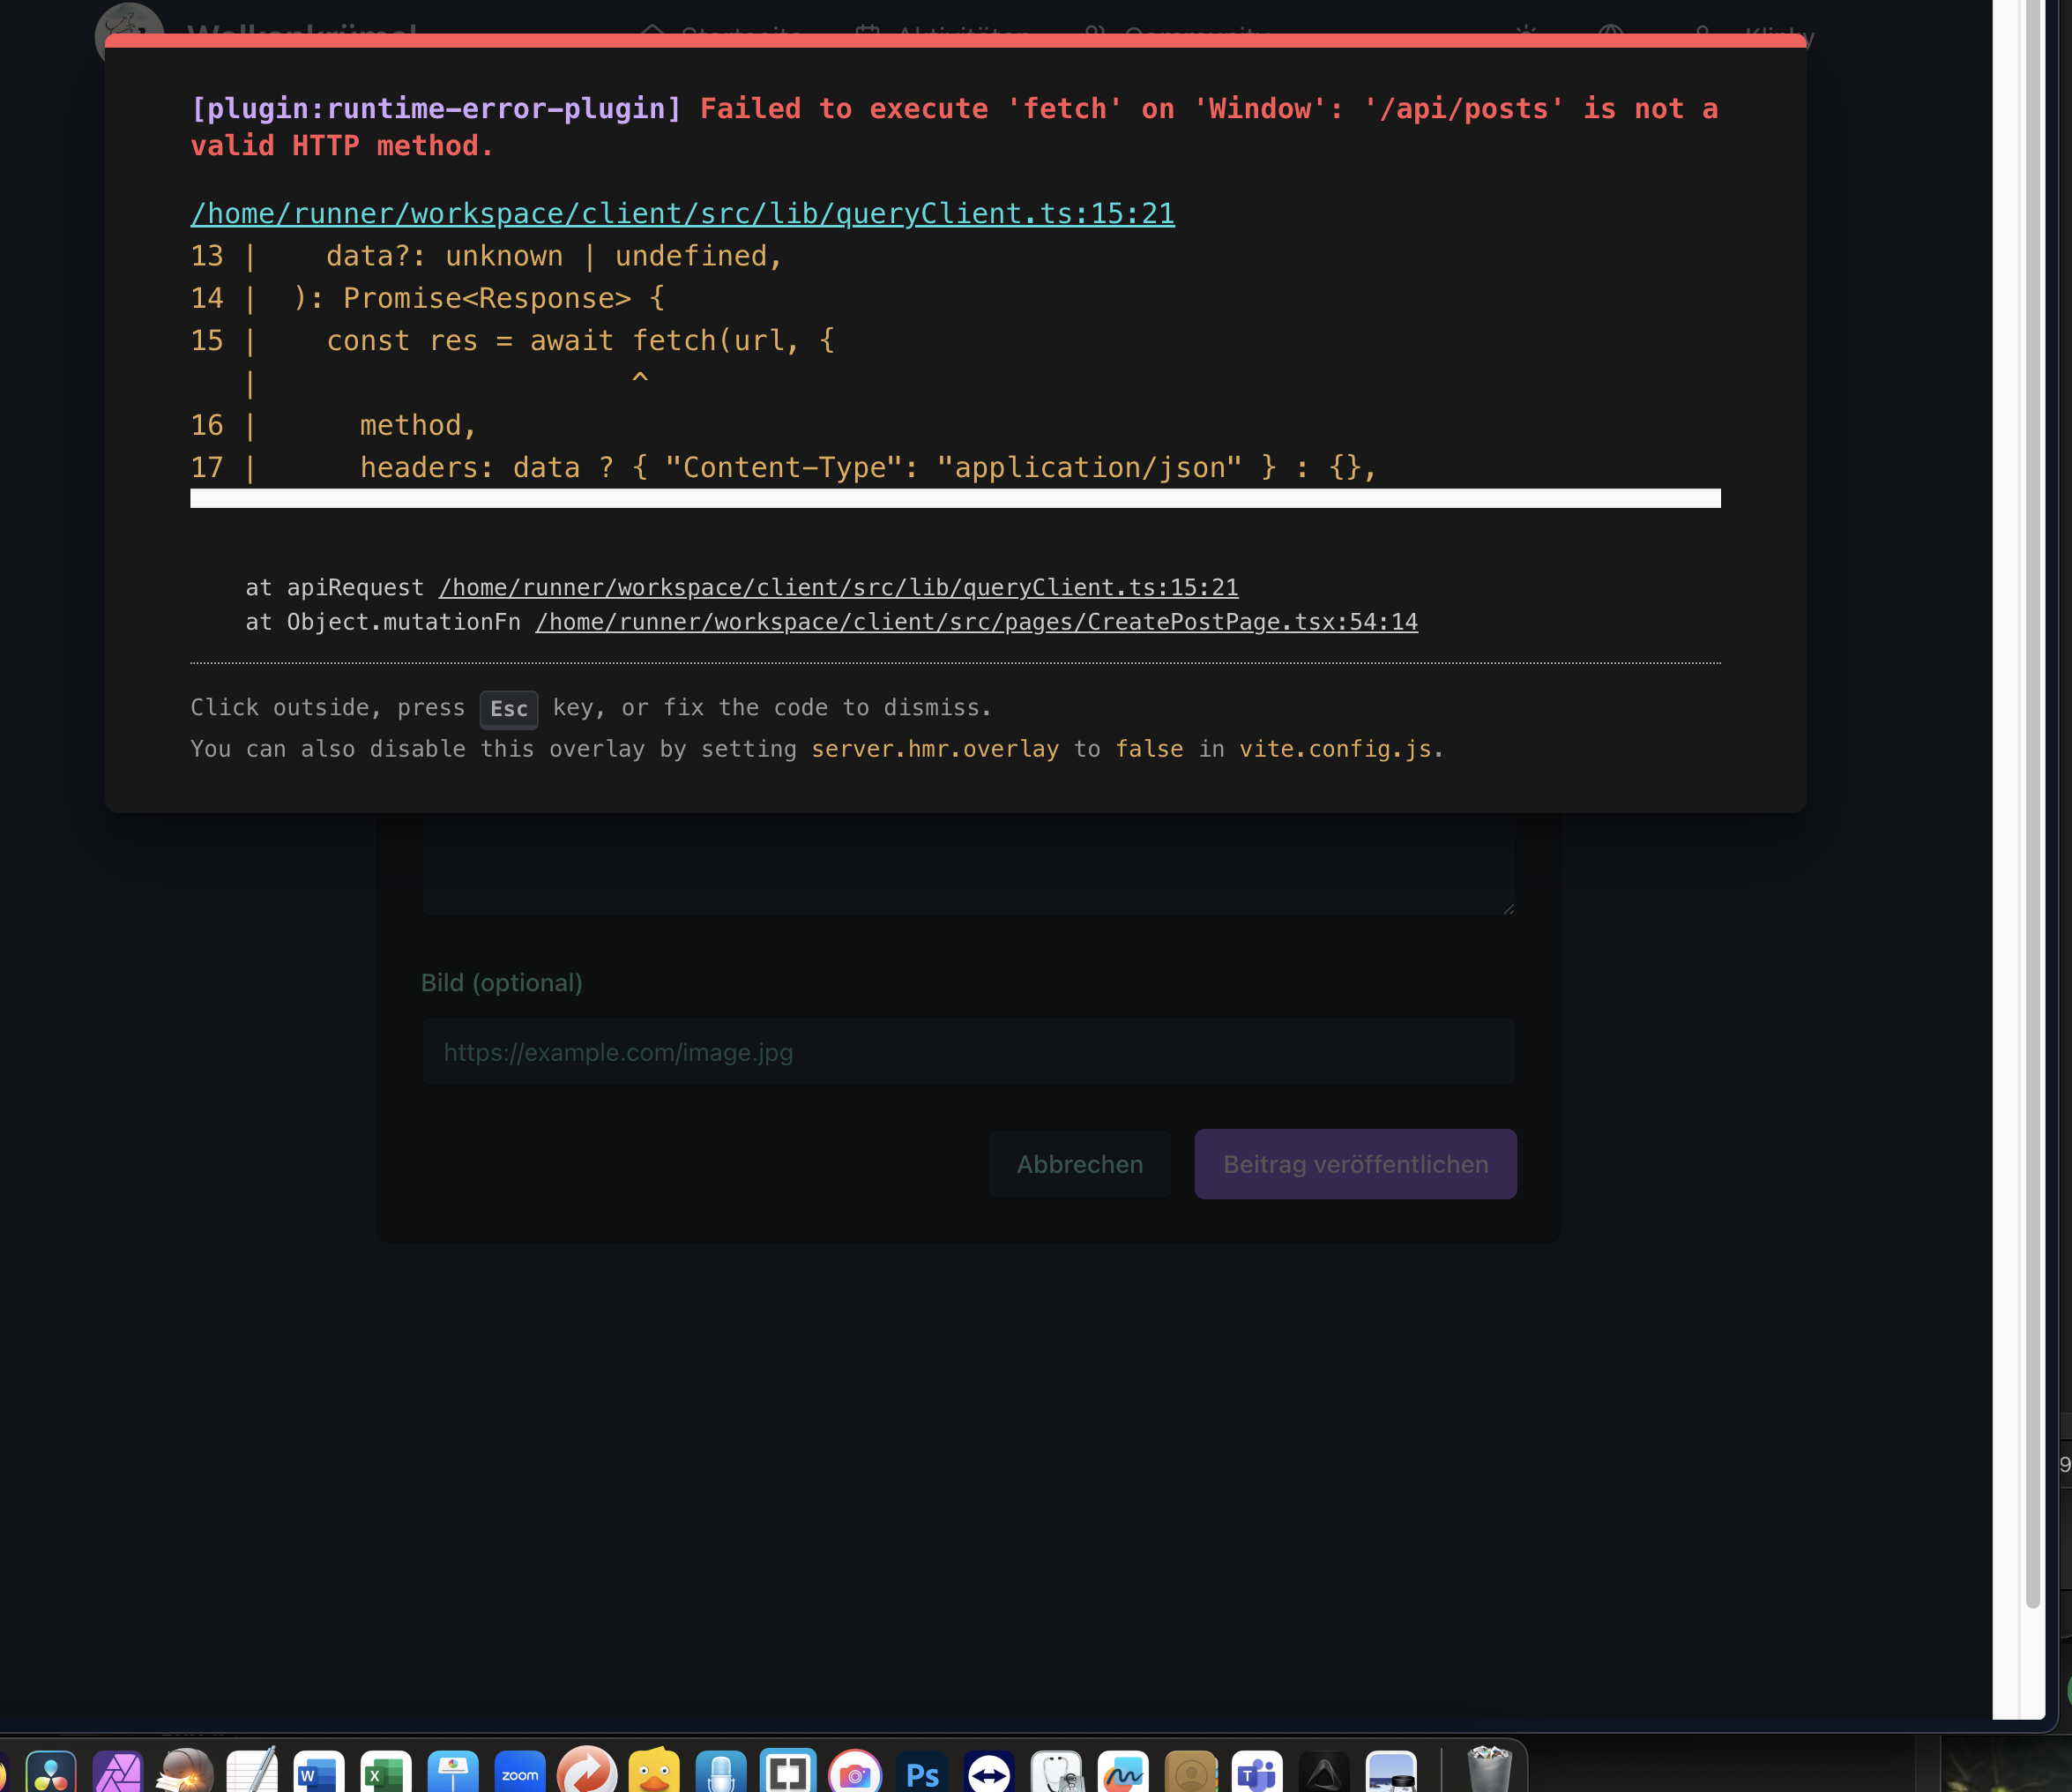 [plugin:runtime-error-plugin] Failed to execute 'fetch' on 'Window': '/api/posts' is not a
valid HTTP method.
/home/runner/workspace/client/src/lib/queryClient.ts:15:21
13 |    data?: unknown | undefined,
14 |  ): Promise<Response> {
15 |    const res = await fetch(url, {
   |                      ^
16 |      method,
17 |      headers: data ? { "Content-Type": "application/json" } : {},
at apiRequest /home/runner/workspace/client/src/lib/queryClient.ts:15:21
at Object.mutationFn /home/runner/workspace/client/src/pages/CreatePostPage.tsx:54:14
Click outside, press Esc key, or fix the code to dismiss.
You can also disable this overlay by setting server.hmr.overlay to false in vite.config.js.
Bild (optional)
https://example.com/image.jpg
Abbrechen Beitrag veröffentlichen
9
W X zoom Ps T